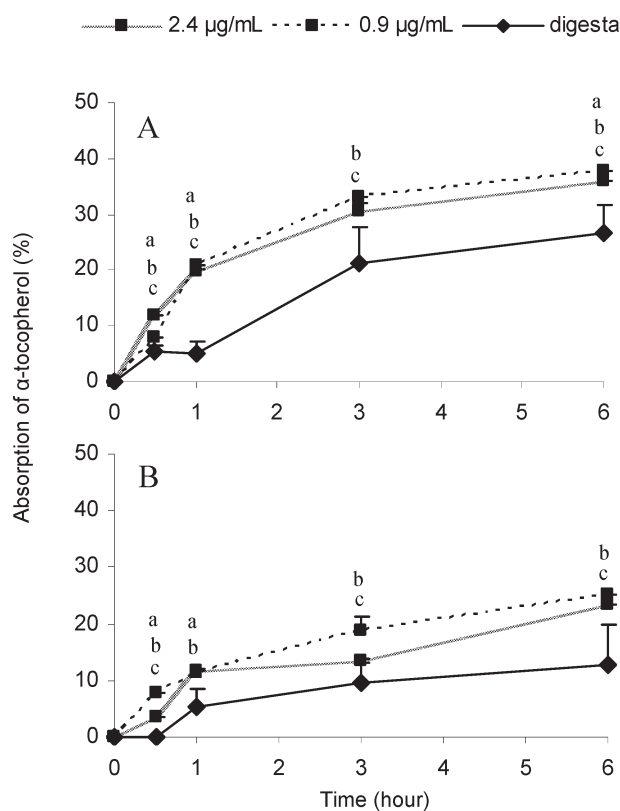 2.4 µg/mL 0.9 µg/mL digesta
Absorption of α-tocopherol (%)
A
50
40
30
20
10
0
a
b
c
a
b
c
b
c
a
b
c
0 1 2 3 4 5 6
B
50
40
30
20
10
0
a
b
c
a
b
b
c
b
c
0 1 2 3 4 5 6
Time (hour)